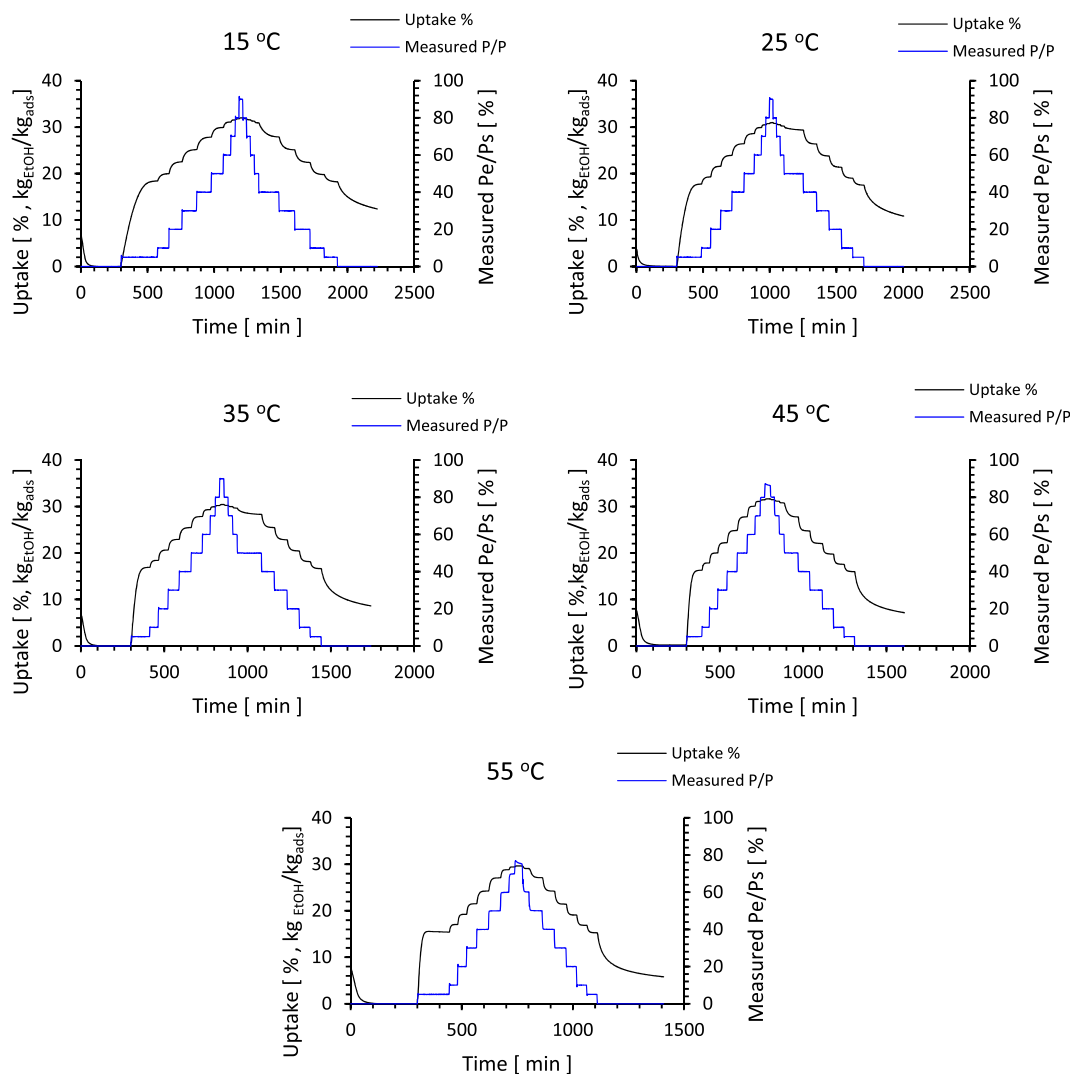 15 °C
Uptake %
Measured P/P
Uptake [ % , kgEtOH/kgads]
40
30
20
10
0
100
80
60
40
20
0
Measured Pe/Ps [ % ]
0 500 1000 1500 2000 2500
Time [ min ]
25 °C
Uptake %
Measured P/P
Uptake [ % , kgEtOH/kgads]
40
30
20
10
0
100
80
60
40
20
0
Measured Pe/Ps [ % ]
0 500 1000 1500 2000 2500
Time [ min ]
35 °C
Uptake %
Measured P/P
Uptake [ %, kgEtOH/kgads]
40
30
20
10
0
100
80
60
40
20
0
Measured Pe/Ps [ % ]
0 500 1000 1500 2000
Time [ min ]
45 °C
Uptake %
Measured P/P
Uptake [ %,kgEtOH/kgads]
40
30
20
10
0
100
80
60
40
20
0
Measured Pe/Ps [ % ]
0 500 1000 1500 2000
Time [ min ]
55 °C
Uptake %
Measured P/P
Uptake [ % , kg EtOH/kgads]
40
30
20
10
0
100
80
60
40
20
0
Measured Pe/Ps [ % ]
0 500 1000 1500
Time [ min ]